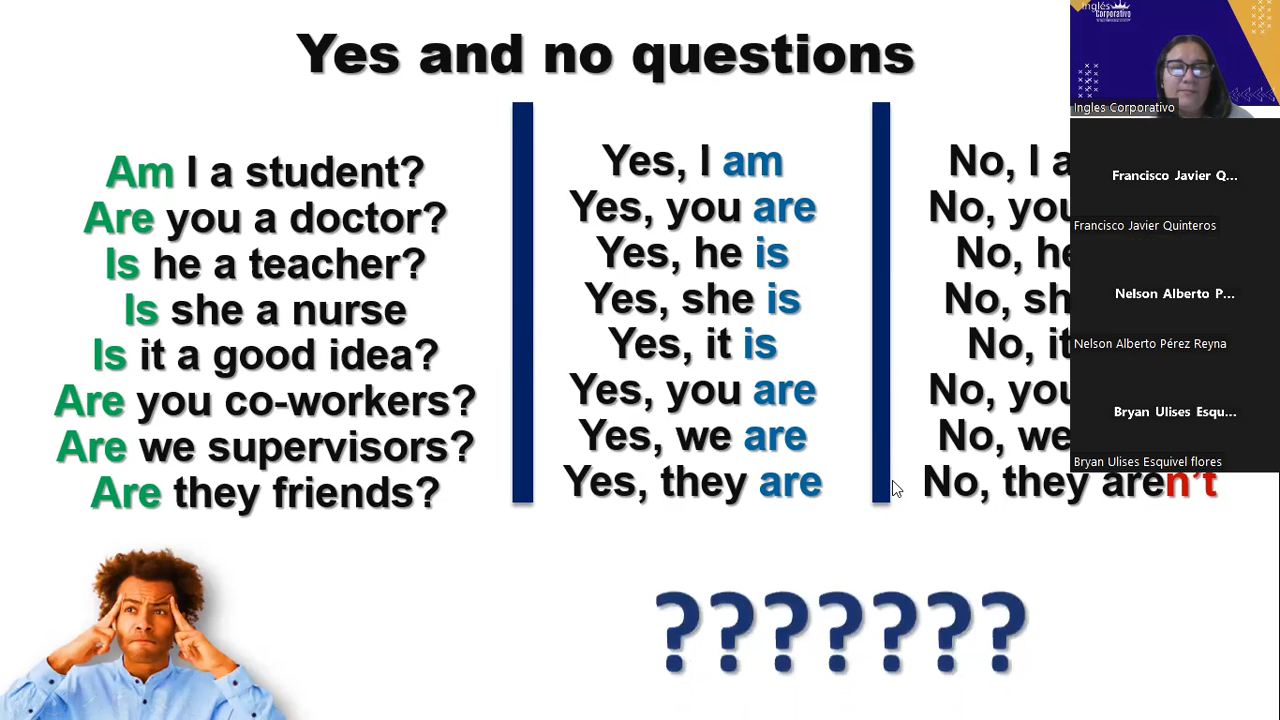 Yes and no questions
Am I a student?
Are you a doctor?
Is he a teacher?
Is she a nurse
Is it a good idea?
Are you co-workers?
Are we supervisors?
Are they friends?
Yes, I am
Yes, you are
Yes, he is
Yes, she is
Yes, it is
Yes, you are
Yes, we are
Yes, they are
No, I
No, you
No, he
No,
No, it
No, you
No, we
No, they aren't
???????
Inglés
Corporativo
Ingles Corporativo
Francisco Javier Q...
Francisco Javier Quinteros
Nelson Alberto P...
Nelson Alberto Pérez Reyna
Bryan Ulises Esqu...
Bryan Ulises Esquivel flores